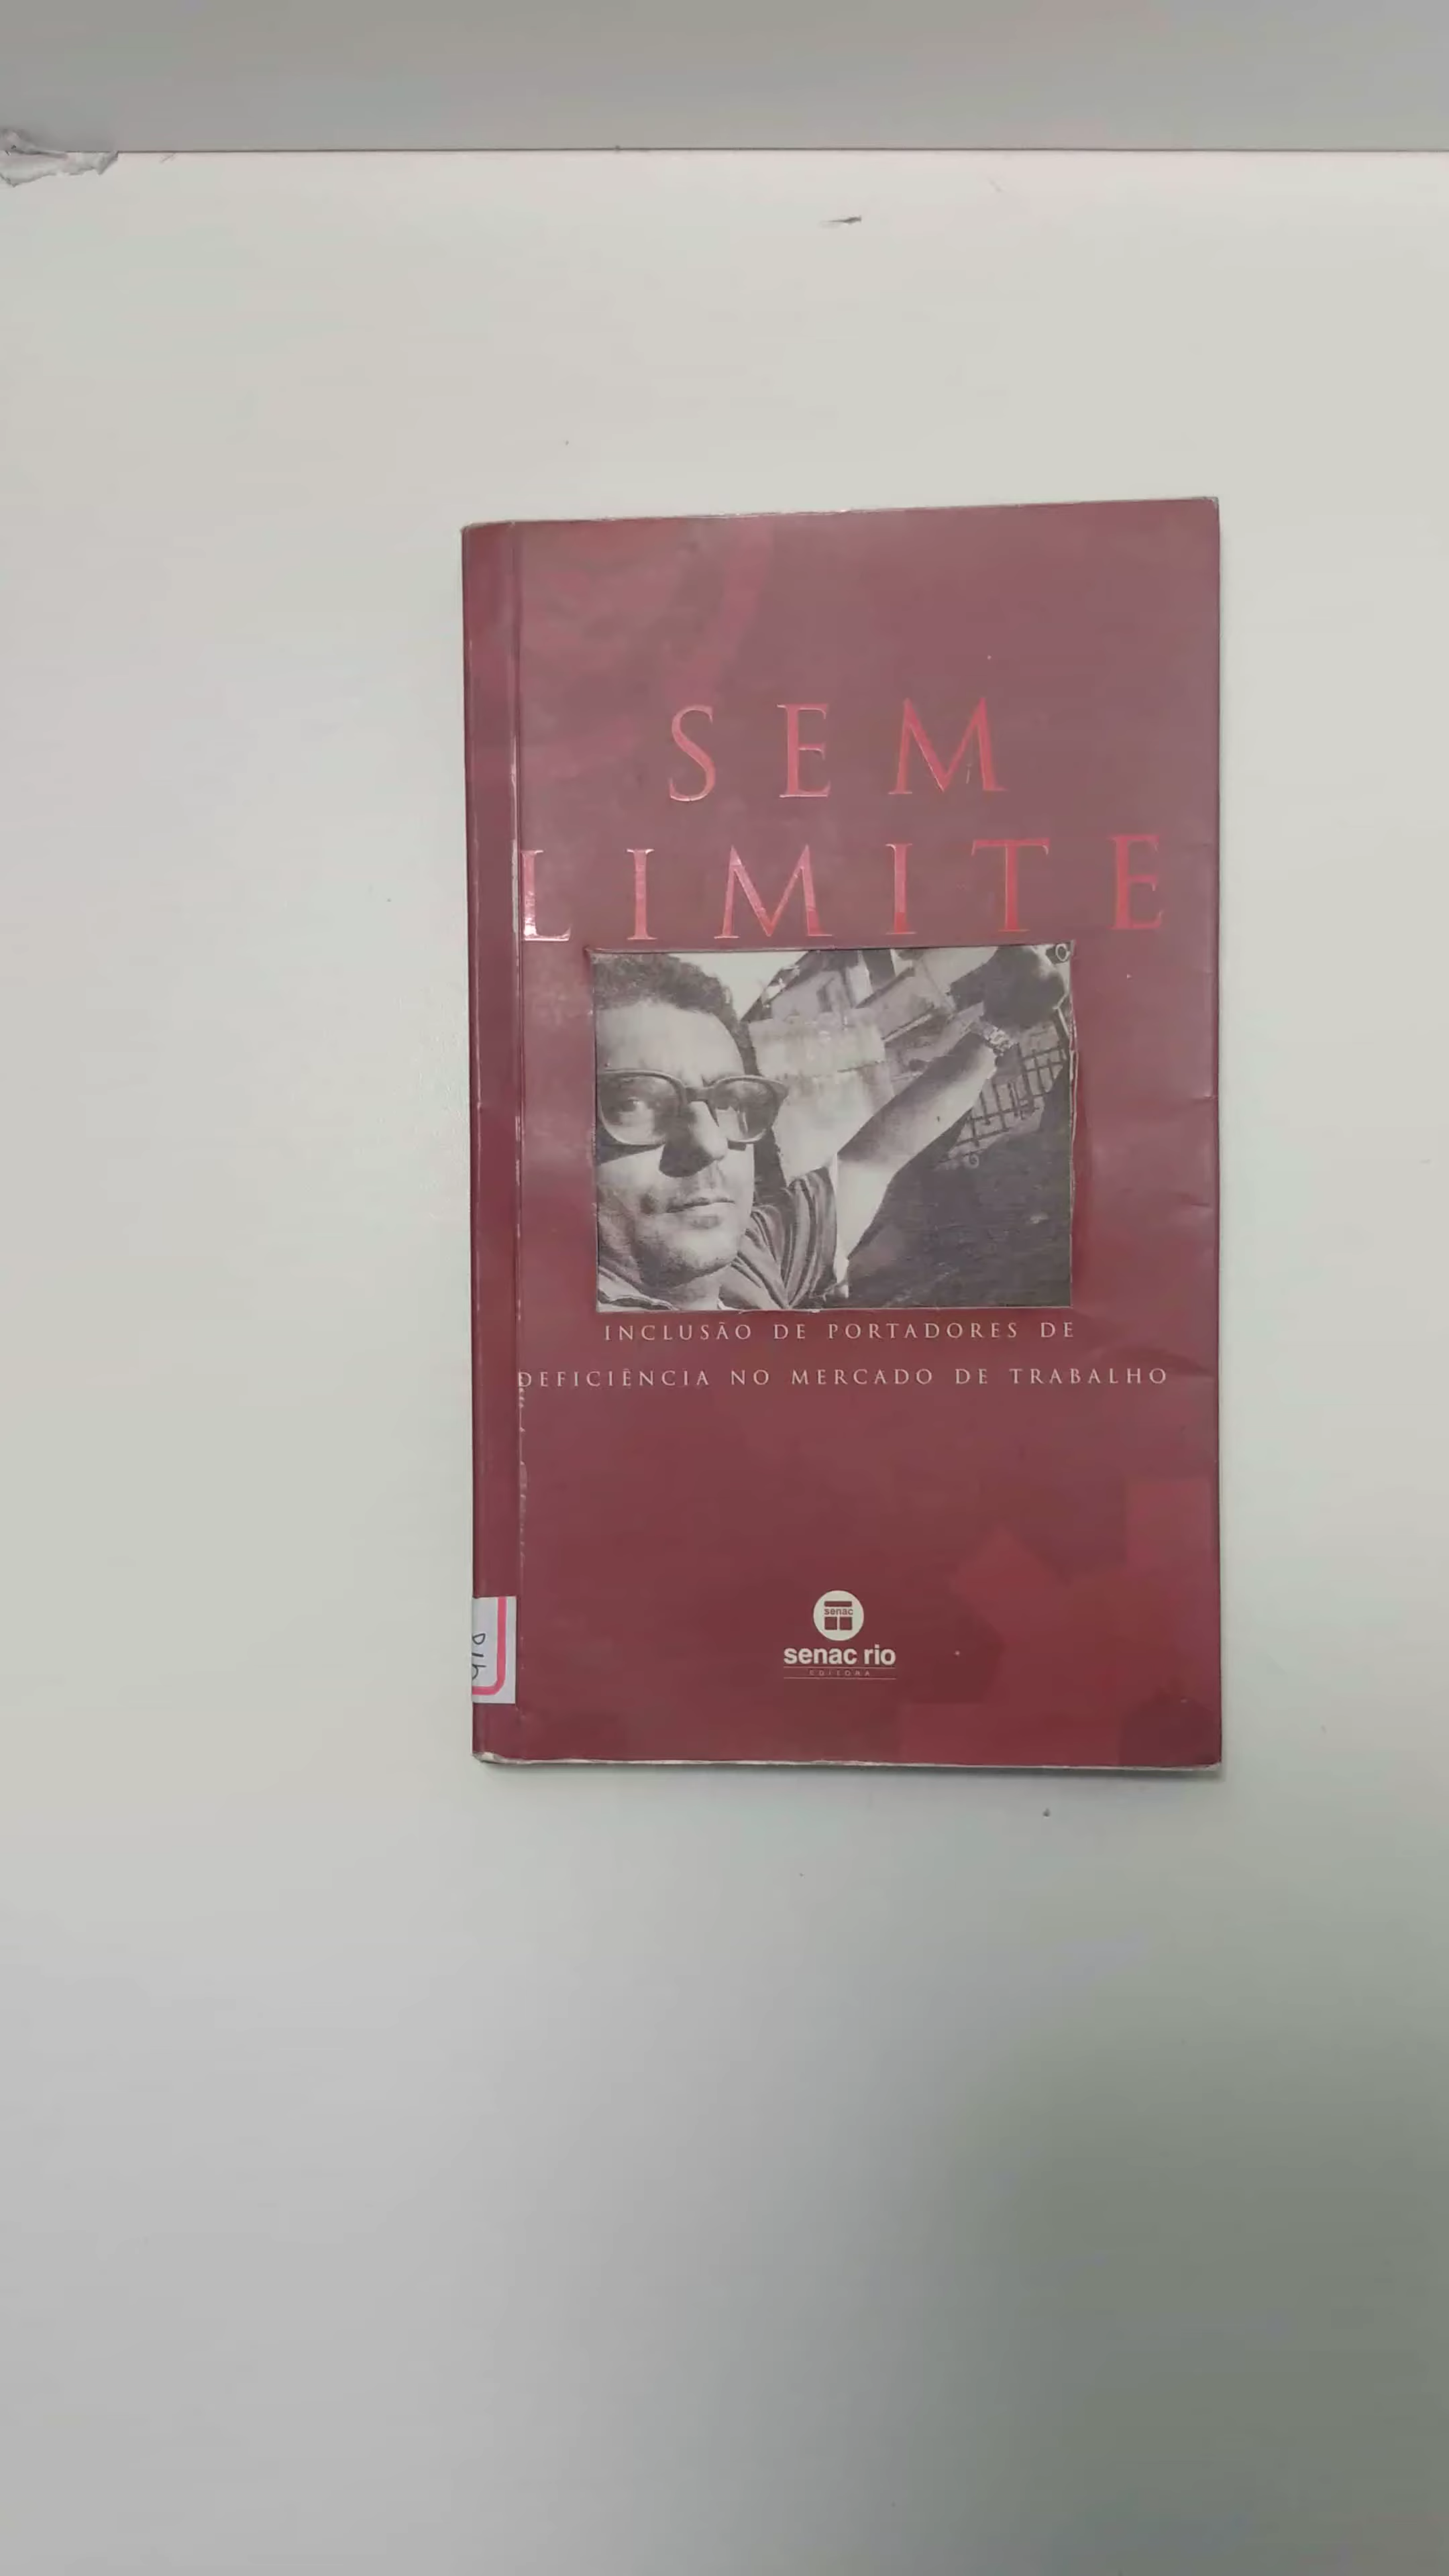 SEM
LIMITE
INCLUSÃO DE PORTADORES DE
DEFICIÊNCIA NO MERCADO DE TRABALHO
senac
senac rio
EDITORA